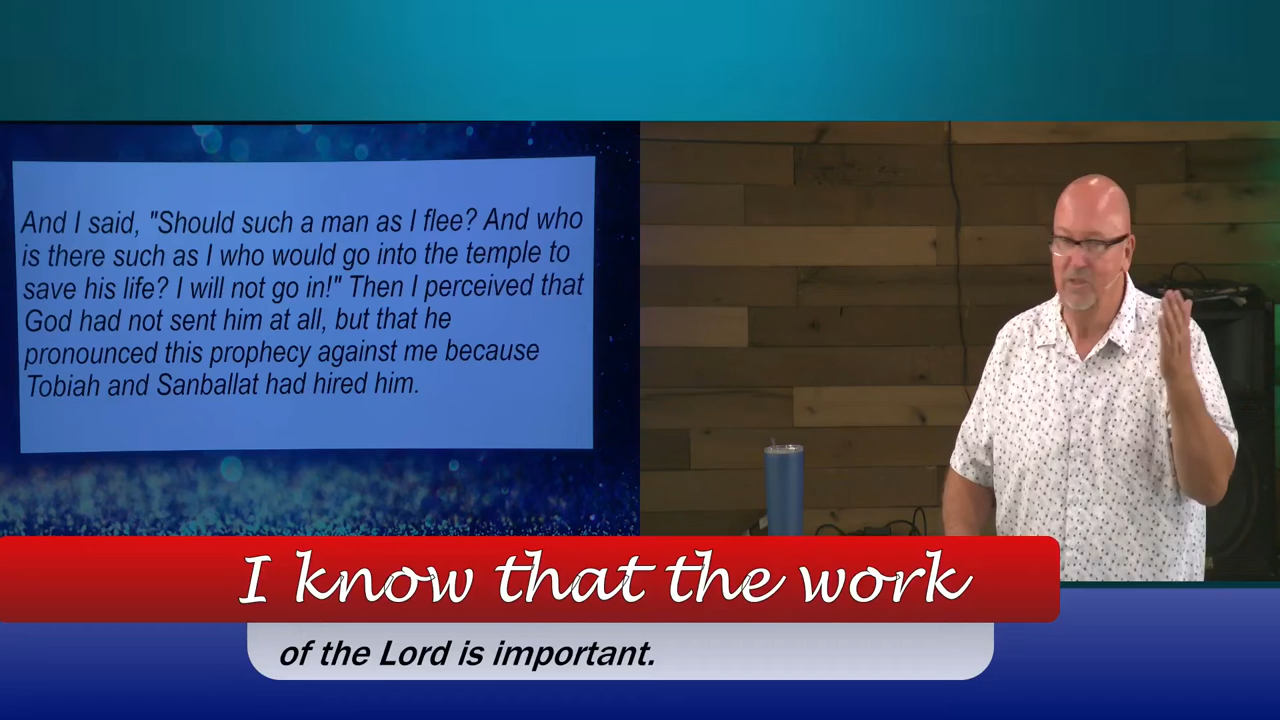 And I said, "Should such a man as I flee? And who
is there such as I who would go into the temple to
save his life? I will not go in!" Then I perceived that
God had not sent him at all, but that he
pronounced this prophecy against me because
Tobiah and Sanballat had hired him.
I know that the work
of the Lord is important.